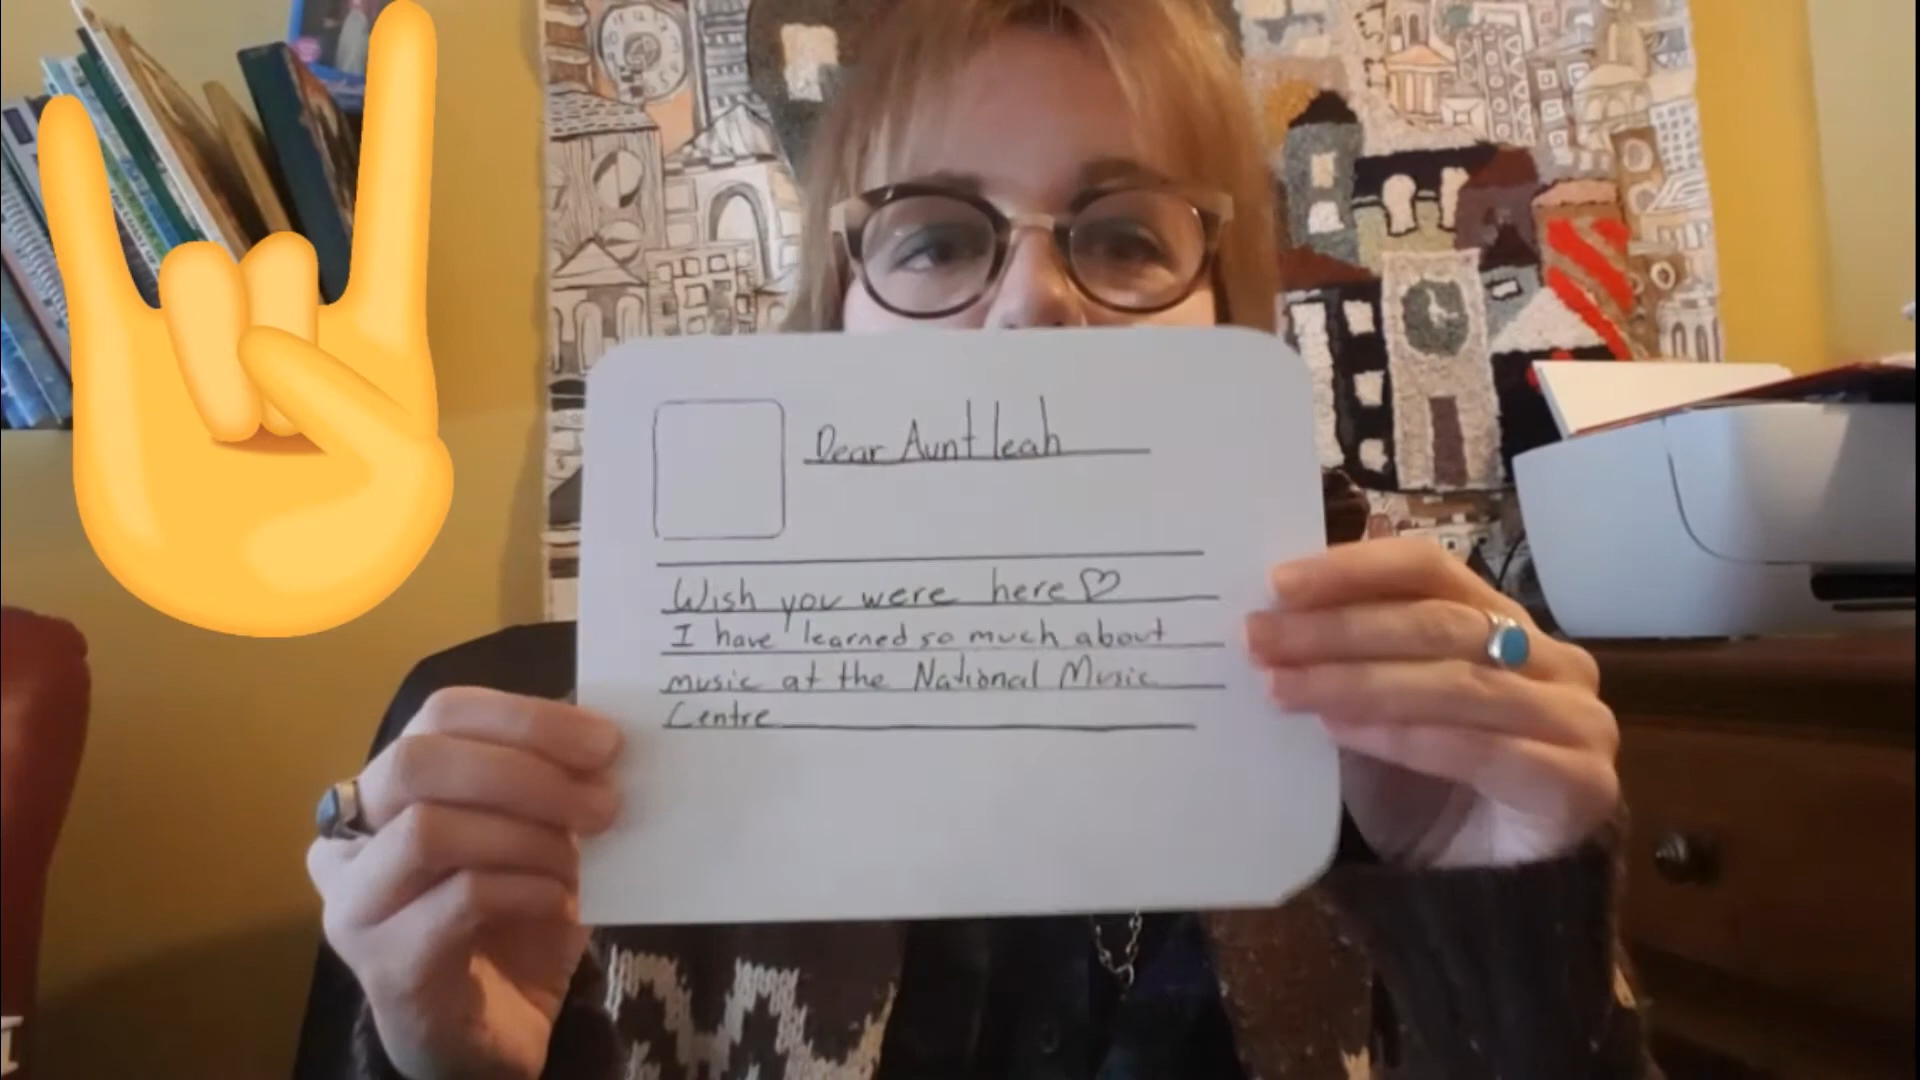 Dear Aunt leah
Wish you were here♡
I have learned so much about
music at the National Music
Centre